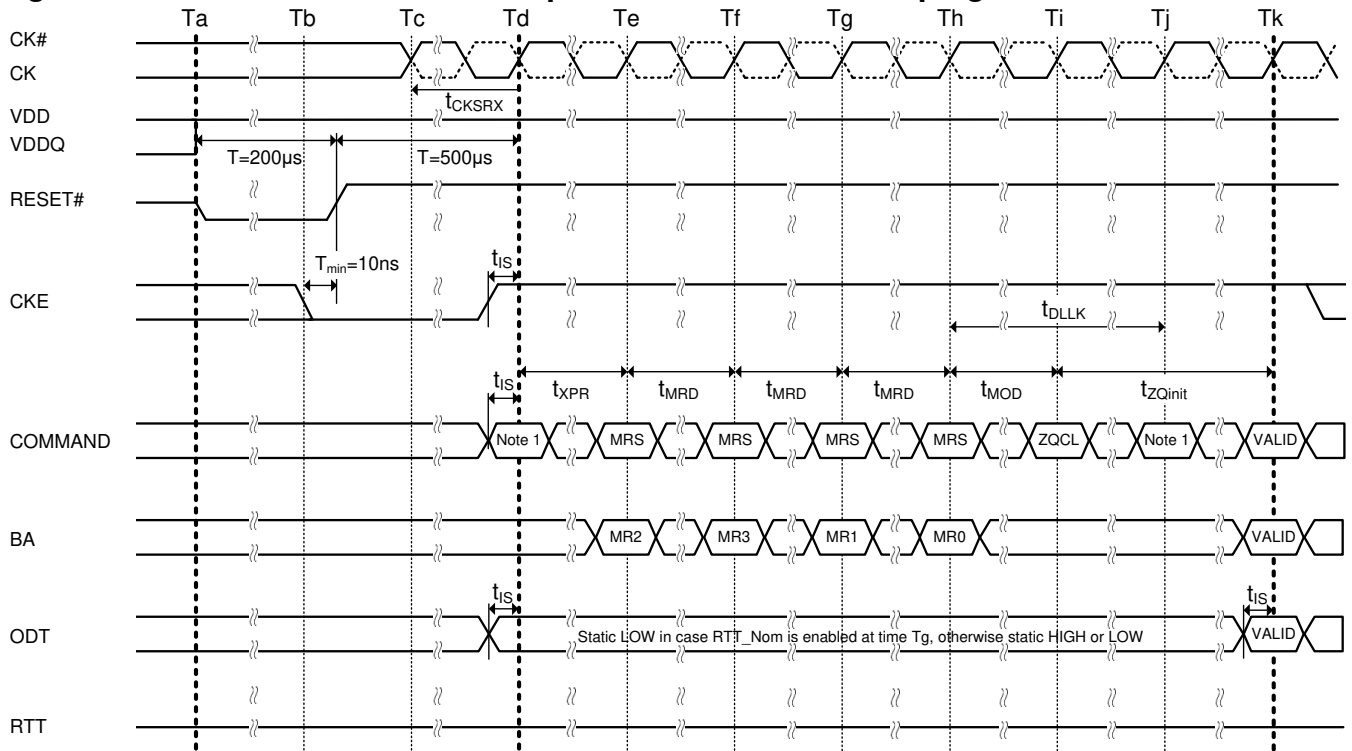 Ta Tb Tc Td Te Tf Tg Th Ti Tj Tk
CK#
CK
tCKSRX
VDD
VDDQ
T=200µs T=500µs
RESET#
Tmin=10ns tIS
CKE
tDLLK
tIS tXPR tMRD tMRD tMRD tMOD tZQinit
COMMAND Note 1 MRS MRS MRS MRS ZQCL Note 1 VALID
BA MR2 MR3 MR1 MR0 VALID
tIS tIS
ODT Static LOW in case RTT_Nom is enabled at time Tg, otherwise static HIGH or LOW VALID
RTT